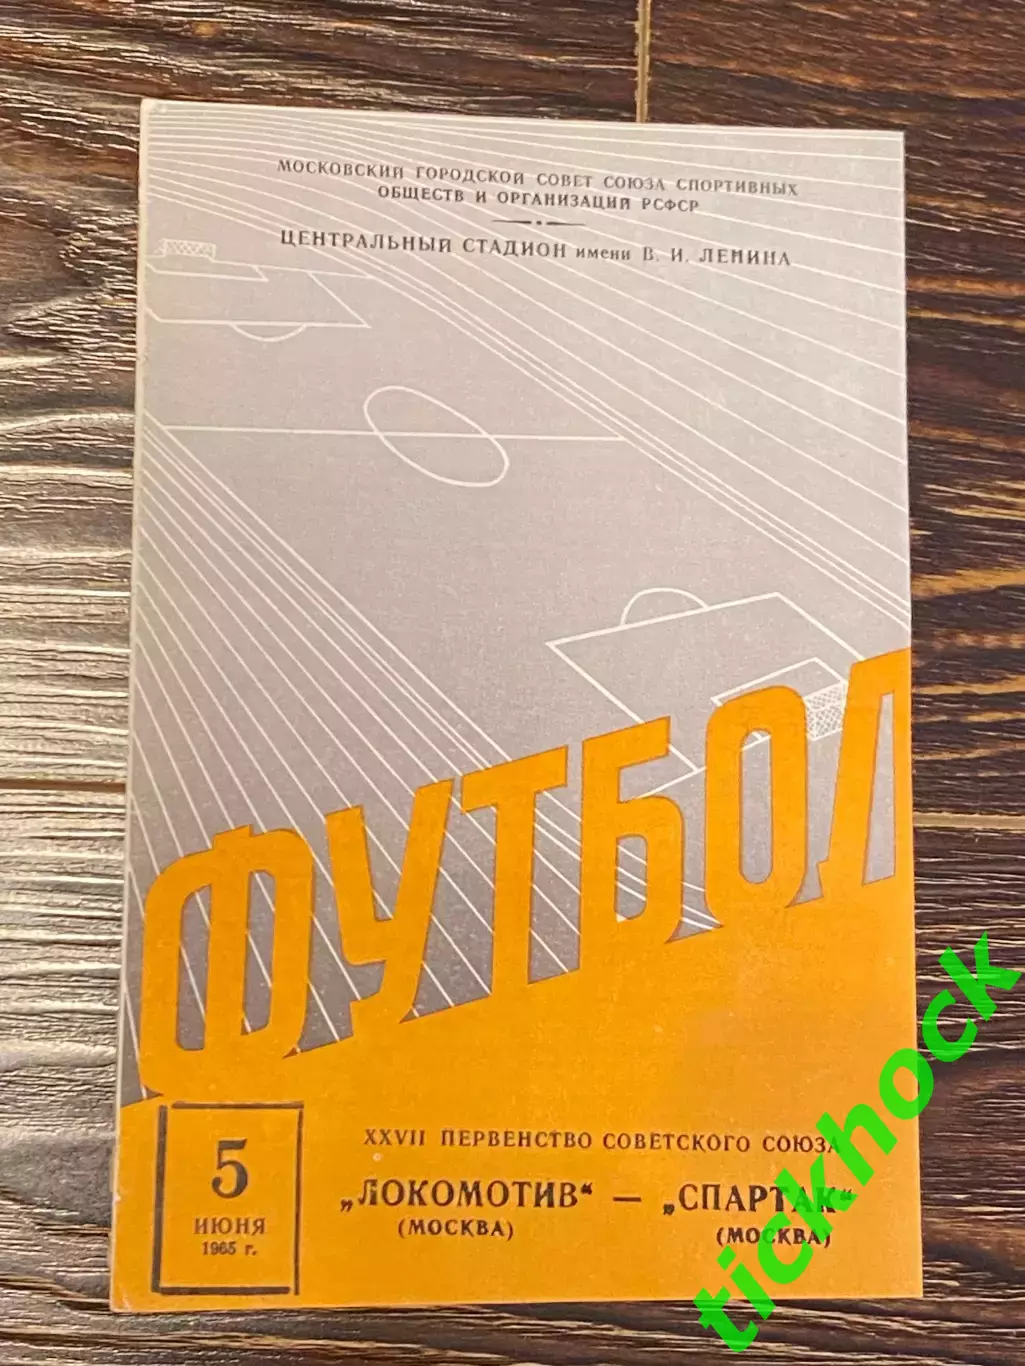 МОСКОВСКИЙ ГОРОДСКОЙ СОВЕТ СОЮЗА СПОРТИВНЫХ
ОБЩЕСТВ И ОРГАНИЗАЦИЙ РСФСР
ЦЕНТРАЛЬНЫЙ СТАДИОН имени В. И. ЛЕНИНА
ФУТБОЛ
5
ИЮНЯ
1965 г.
XXVII ПЕРВЕНСТВО СОВЕТСКОГО СОЮЗА
„ЛОКОМОТИВ“ — „СПАРТАК“
(МОСКВА) (МОСКВА)
tickhock